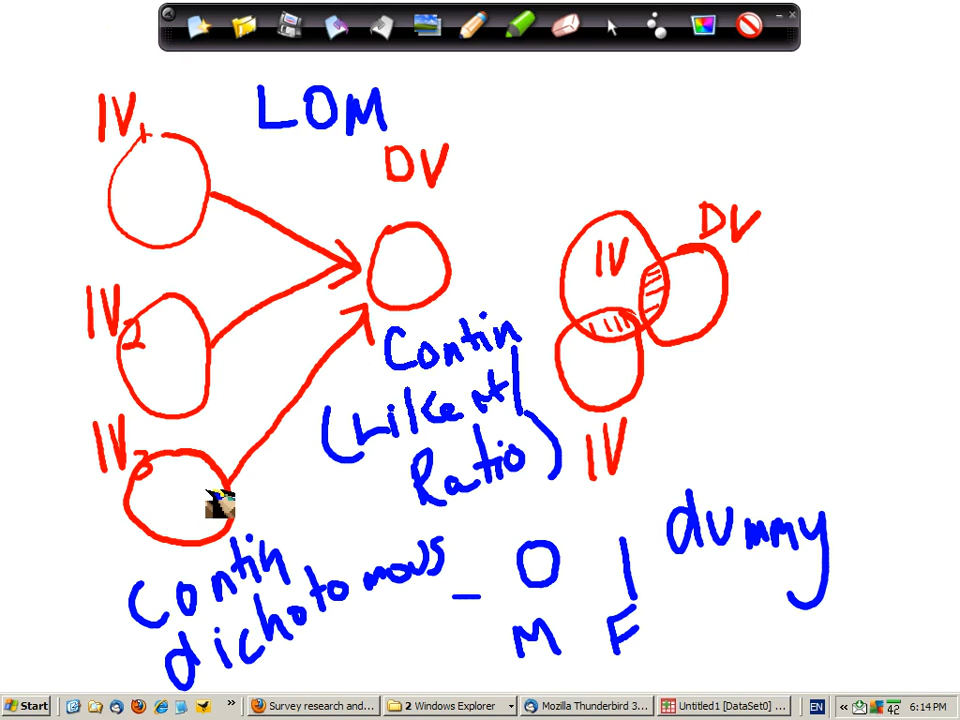 IV1
LOM
DV
IV2
IV3
IV
DV
IV
Contin
(Likert/
Ratio)
Contin
dichotomous - 0 1 dummy
M F
Start
»
Survey research and...
2 Windows Explorer
Mozilla Thunderbird 3...
Untitled1 [DataSet0] ...
EN
«
42
6:14 PM